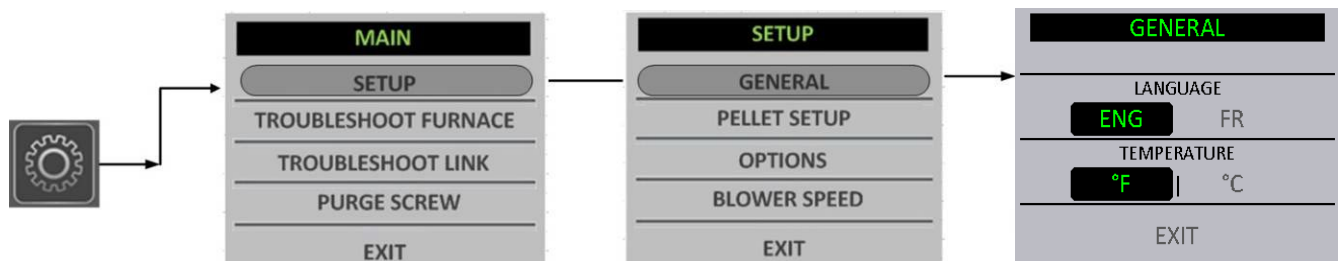 MAIN
SETUP
TROUBLESHOOT FURNACE
TROUBLESHOOT LINK
PURGE SCREW
EXIT
SETUP
GENERAL
PELLET SETUP
OPTIONS
BLOWER SPEED
EXIT
GENERAL
LANGUAGE
ENG FR
TEMPERATURE
°F °C
EXIT